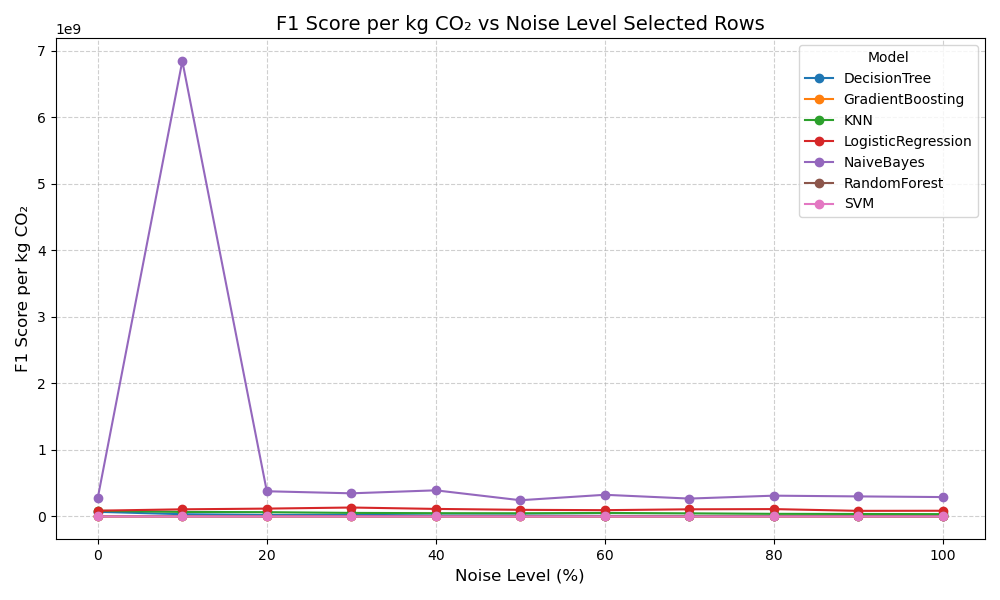 F1 Score per kg CO₂ vs Noise Level Selected Rows
1e9
7
6
5
4
3
2
1
0
F1 Score per kg CO₂
Model
DecisionTree
GradientBoosting
KNN
LogisticRegression
NaiveBayes
RandomForest
SVM
0 20 40 60 80 100
Noise Level (%)